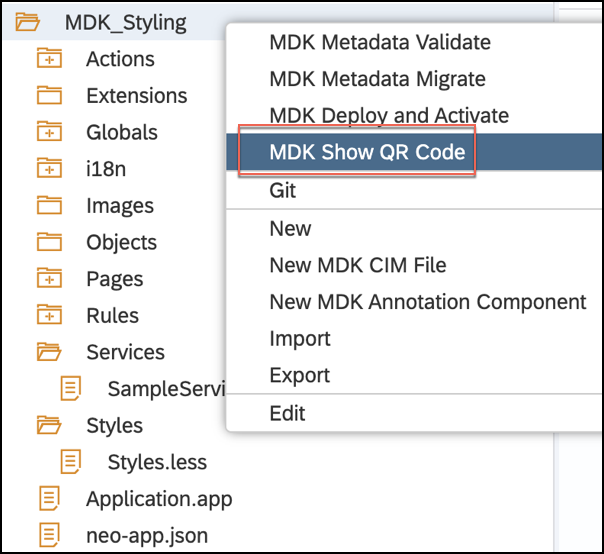 MDK_Styling
Actions
Extensions
Globals
i18n
Images
Objects
Pages
Rules
Services
SampleServi
Styles
Styles.less
Application.app
neo-app.json
MDK Metadata Validate
MDK Metadata Migrate
MDK Deploy and Activate
MDK Show QR Code
Git
New
New MDK CIM File
New MDK Annotation Component
Import
Export
Edit